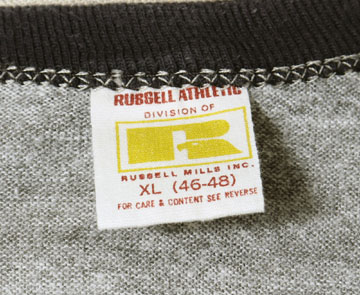 RUSSELL ATHLETIC
DIVISION OF
R
RUSSELL MILLS INC.
XL (46-48)
FOR CARE & CONTENT SEE REVERSE